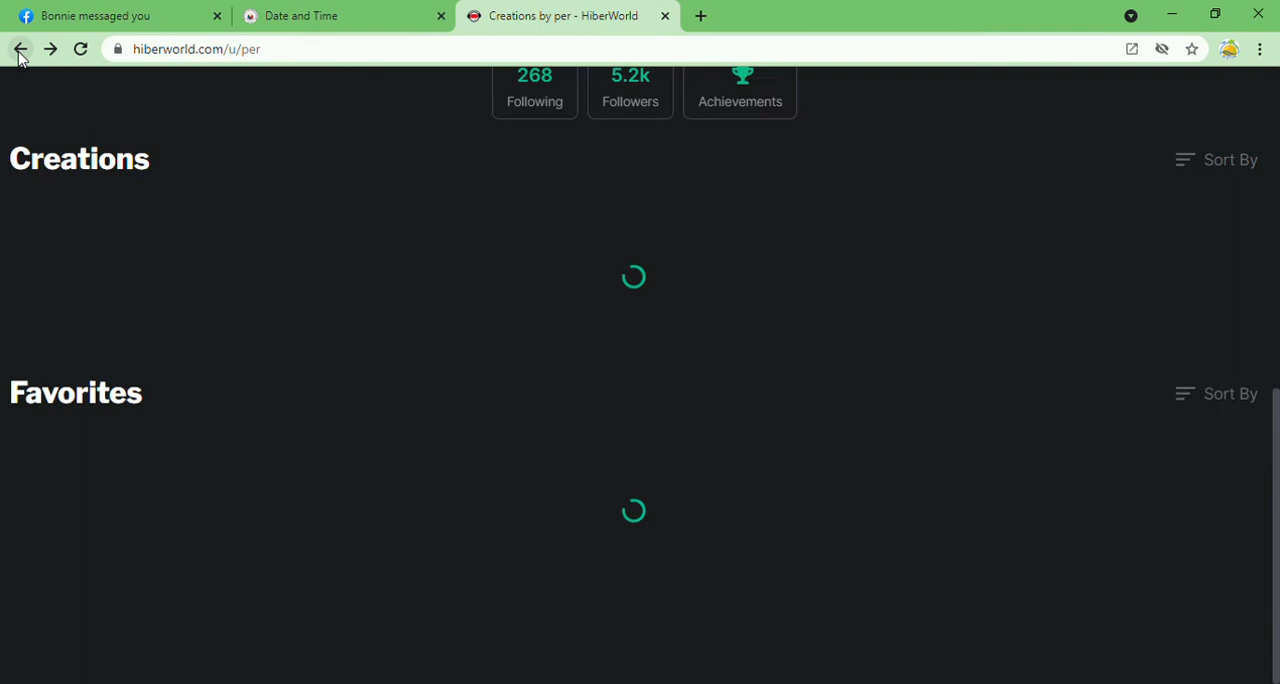 Bonnie messaged you
Date and Time
Creations by per - HiberWorld
hiberworld.com/u/per
268
Following
5.2k
Followers
Achievements
Creations
Sort By
Favorites
Sort By